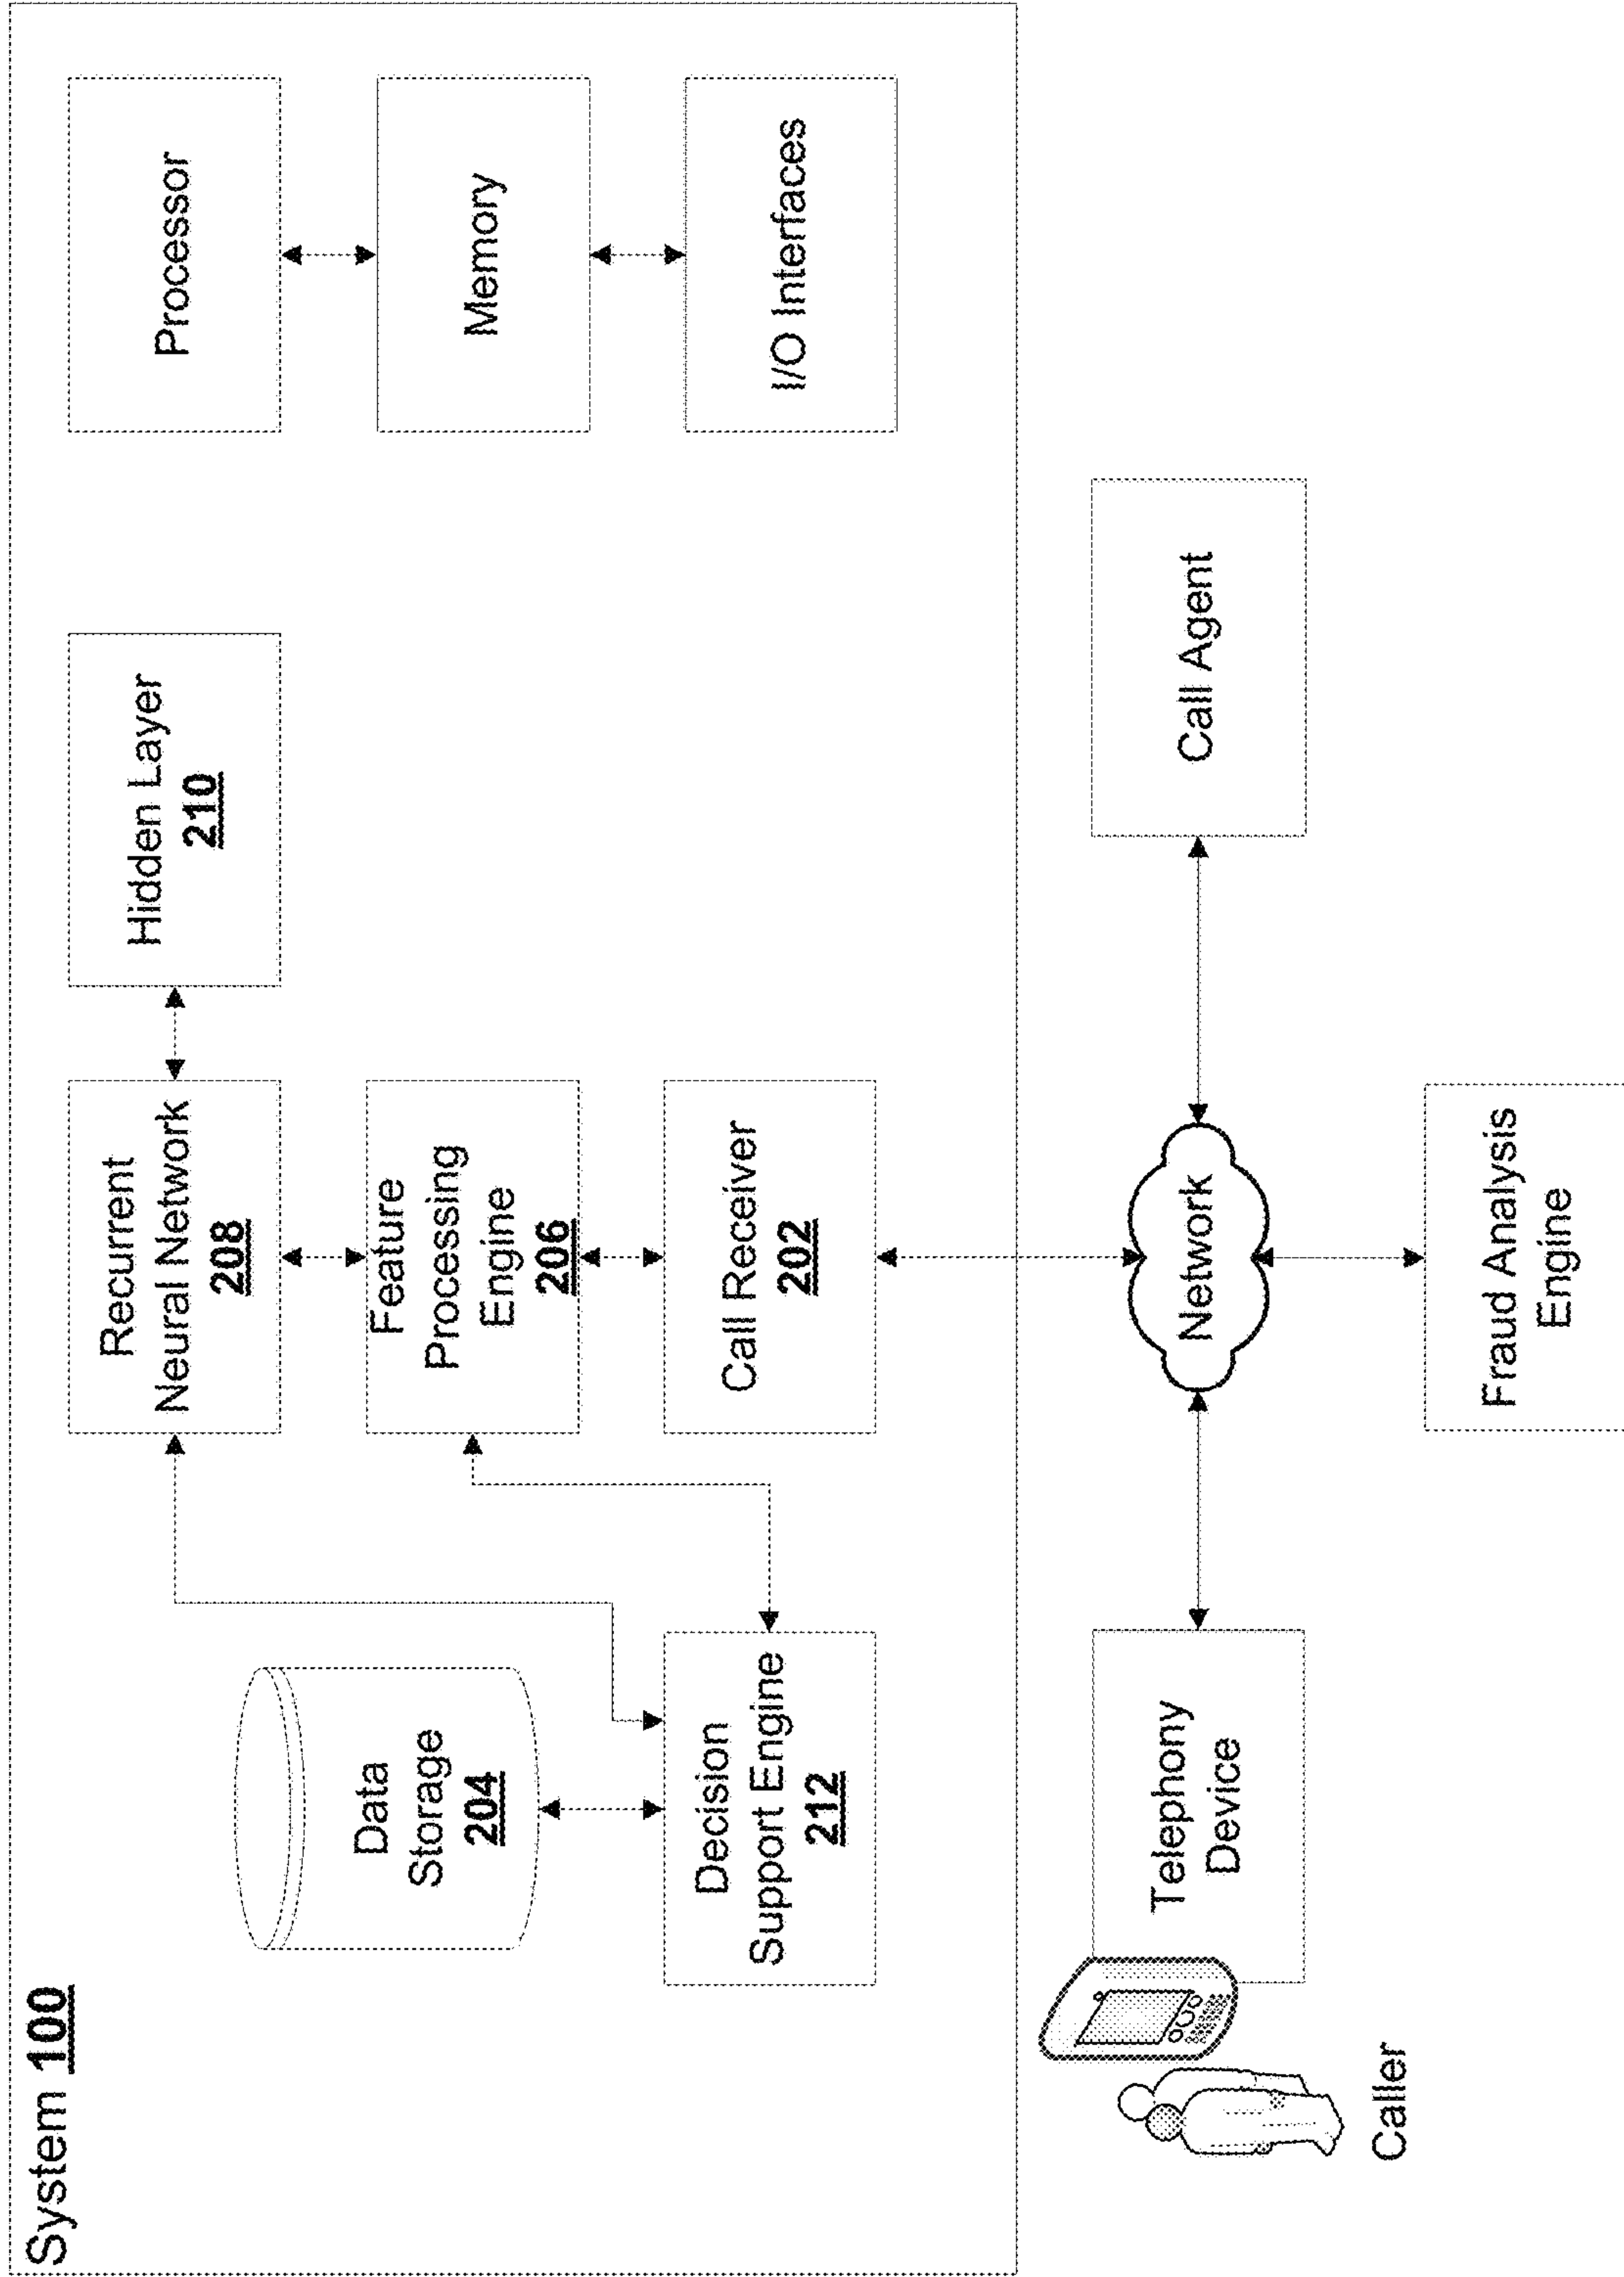 System 100
Recurrent
Neural Network
208
Hidden Layer
210
Processor
Data
Storage
204
Feature
Processing
Engine
206
Memory
Decision
Support Engine
212
Call Receiver
202
I/O Interfaces
Telephony
Device
Network
Call Agent
Caller
Fraud Analysis
Engine